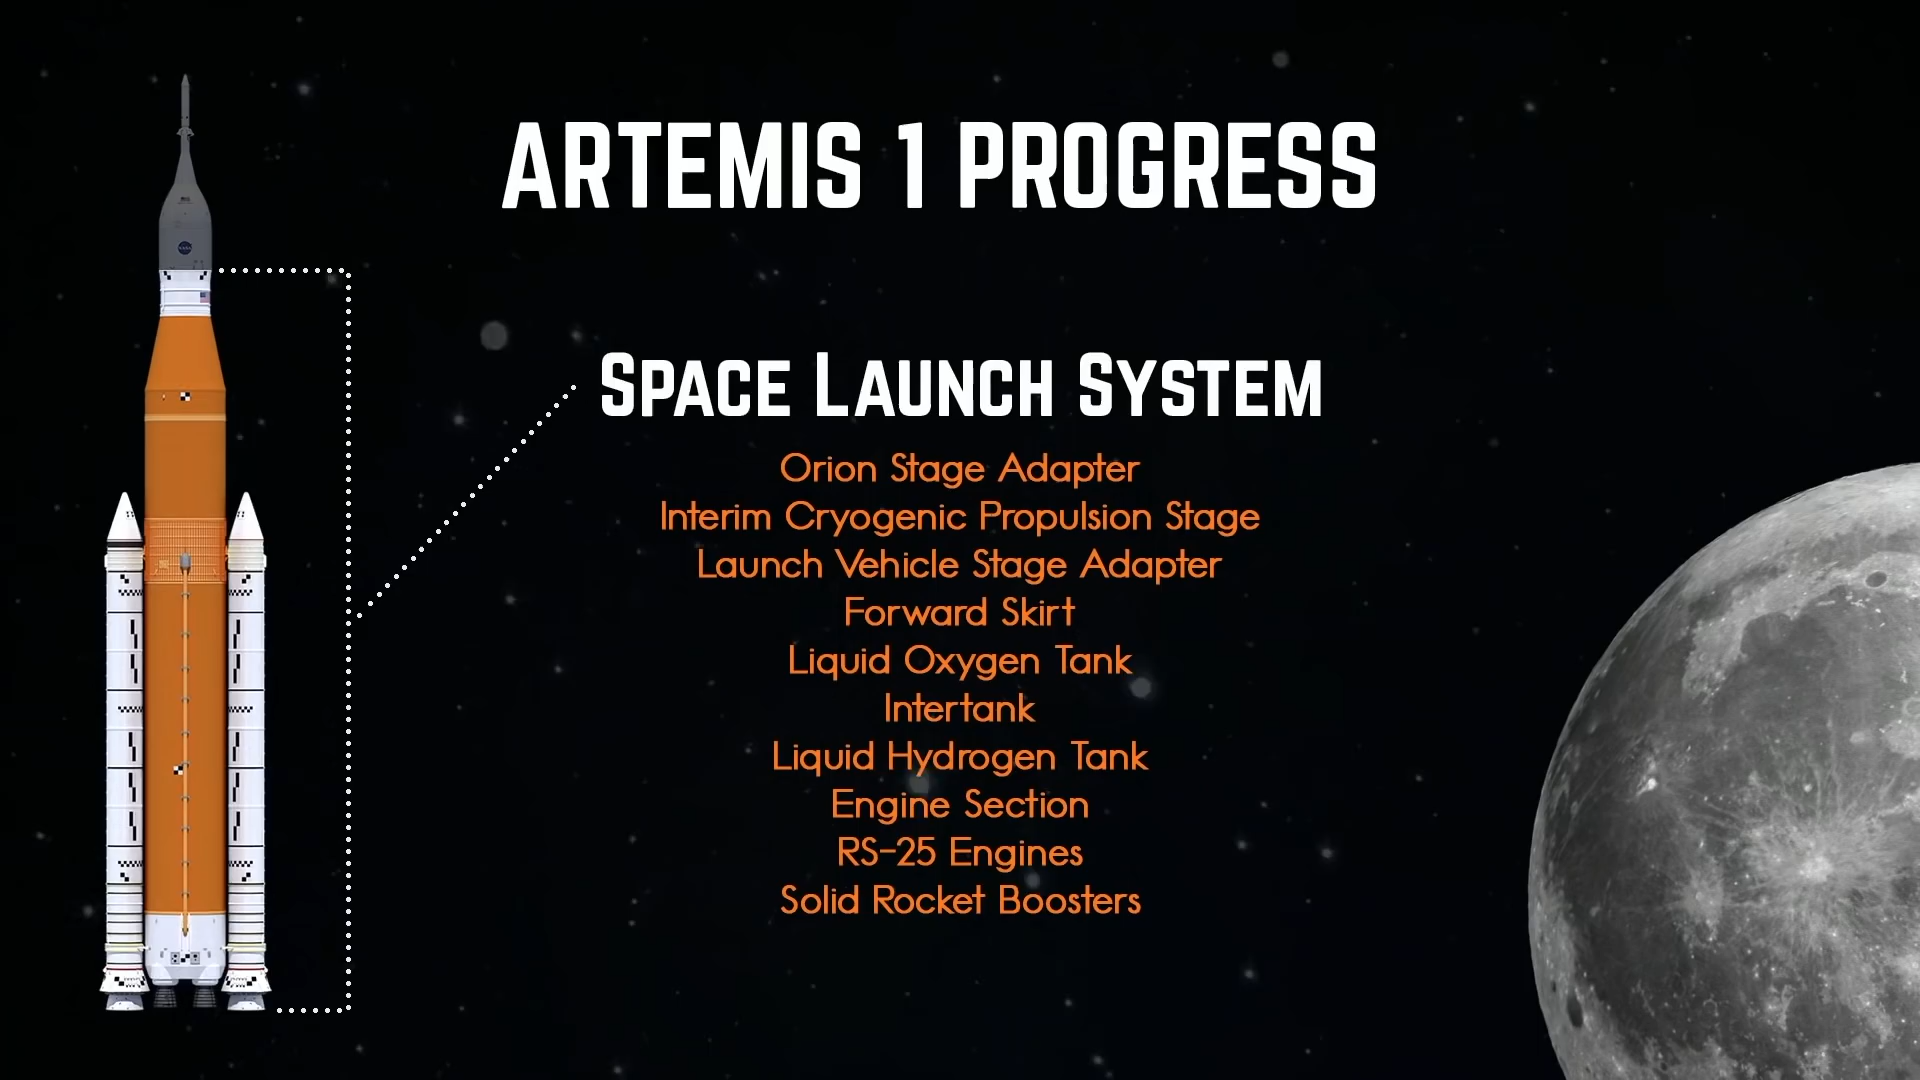 ARTEMIS 1 PROGRESS
SPACE LAUNCH SYSTEM
Orion Stage Adapter
Interim Cryogenic Propulsion Stage
Launch Vehicle Stage Adapter
Forward Skirt
Liquid Oxygen Tank
Intertank
Liquid Hydrogen Tank
Engine Section
RS-25 Engines
Solid Rocket Boosters